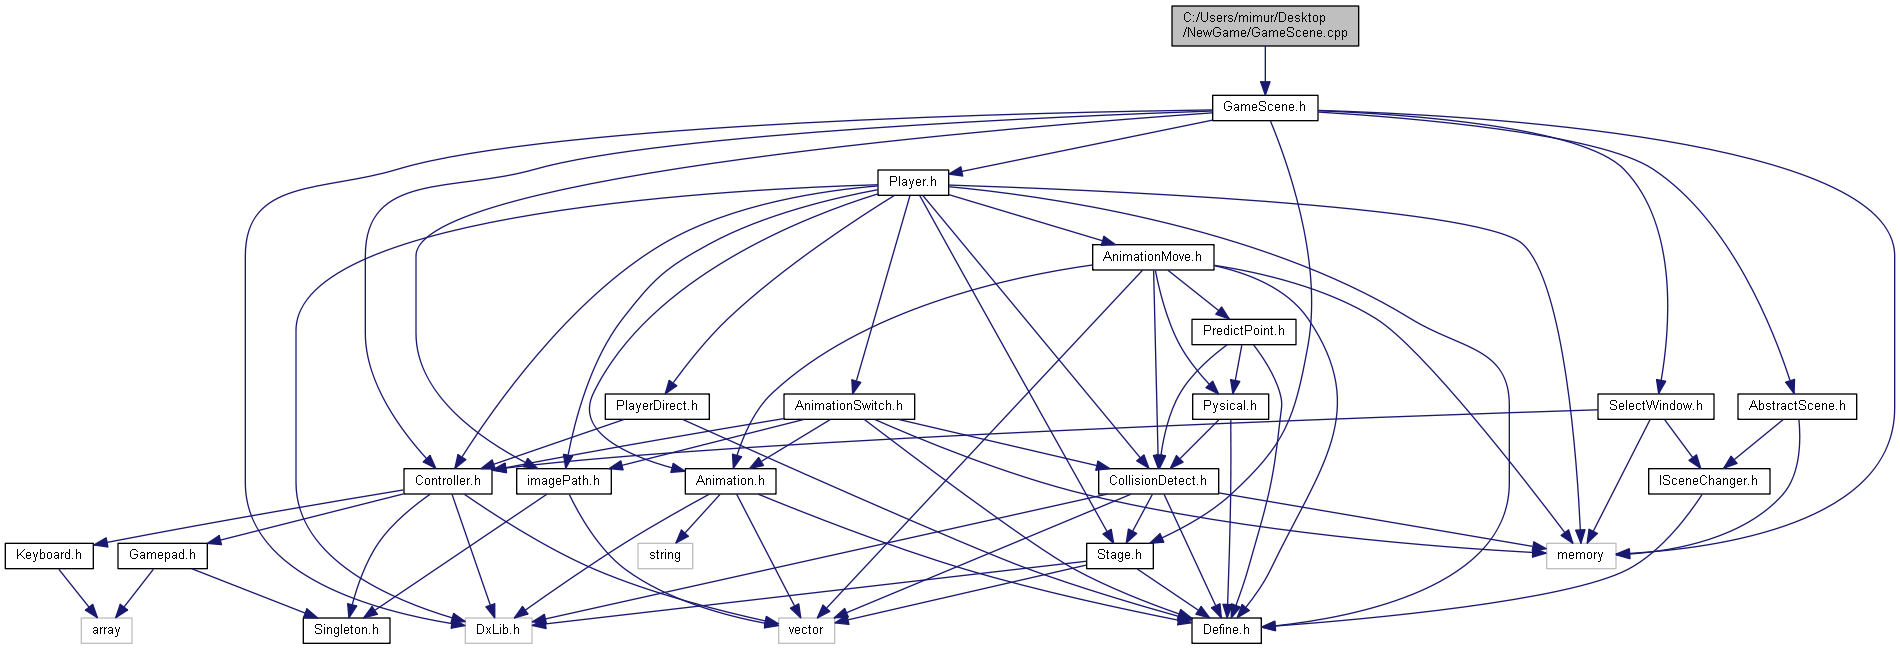 C:/Users/mimur/Desktop
/NewGame/GameScene.cpp
GameScene.h
Player.h
AnimationMove.h
PredictPoint.h
PlayerDirect.h
AnimationSwitch.h
Pysical.h
SelectWindow.h
AbstractScene.h
Controller.h
imagePath.h
Animation.h
CollisionDetect.h
ISceneChanger.h
Keyboard.h
Gamepad.h
string
Stage.h
memory
array
Singleton.h
DxLib.h
vector
Define.h